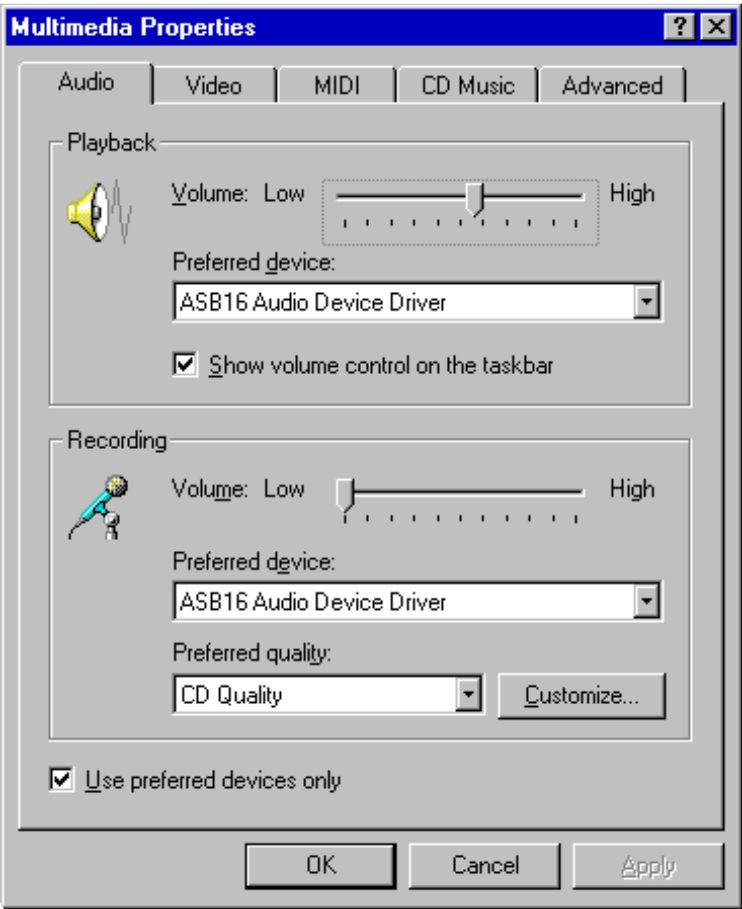 Multimedia Properties
Audio Video MIDI CD Music Advanced
Playback
Volume: Low High
Preferred device:
ASB16 Audio Device Driver
Show volume control on the taskbar
Recording
Volume: Low High
Preferred device:
ASB16 Audio Device Driver
Preferred quality:
CD Quality Customize...
Use preferred devices only
OK Cancel Apply